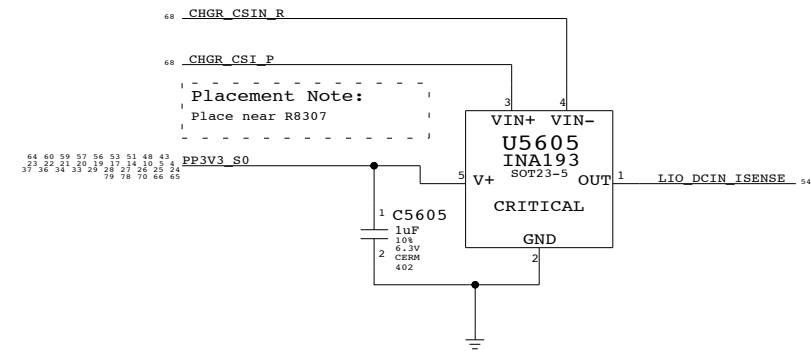 68 CHGR_CSIN_R
68 CHGR_CSI_P
Placement Note:
Place near R8307
3 4
VIN+ VIN-
U5605
INA193
SOT23-5
64 60 59 57 56 53 51 48 43
23 22 21 20 19 17 14 10 5 4
37 36 34 33 29 28 27 26 25 24
79 78 70 66 65
PP3V3_S0
5 V+
OUT 1
LIO_DCIN_ISENSE 54
CRITICAL
GND
2
1 C5605
1uF
10%
6.3V
2 CERM
402